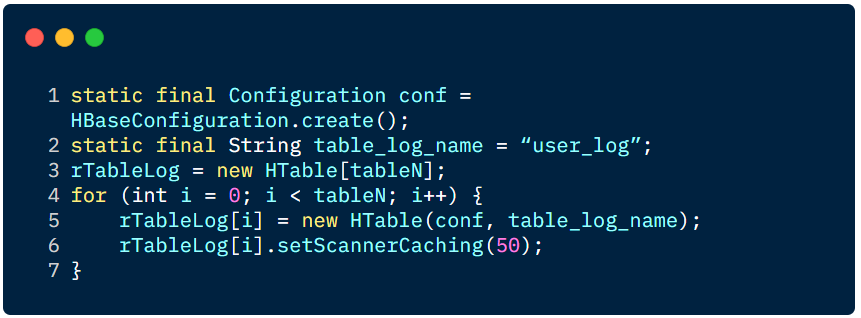 1 static final Configuration conf =
HBaseConfiguration.create();
2 static final String table_log_name = “user_log”;
3 rTableLog = new HTable[tableN];
4 for (int i = 0; i < tableN; i++) {
5     rTableLog[i] = new HTable(conf, table_log_name);
6     rTableLog[i].setScannerCaching(50);
7 }